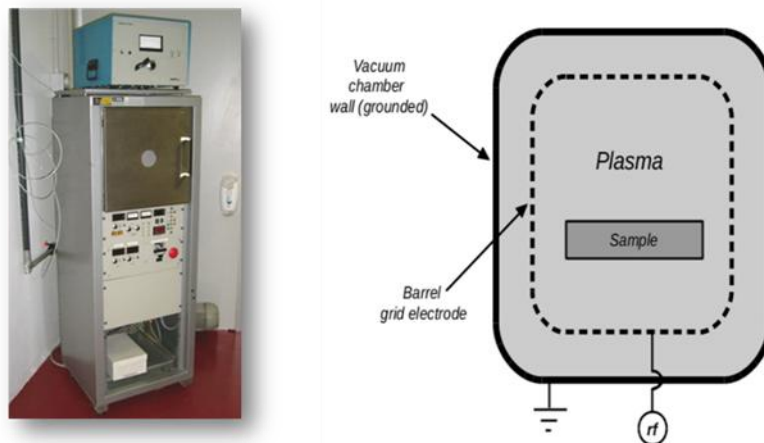 Vacuum
chamber
wall (grounded)
Plasma
Sample
Barrel
grid electrode
rf